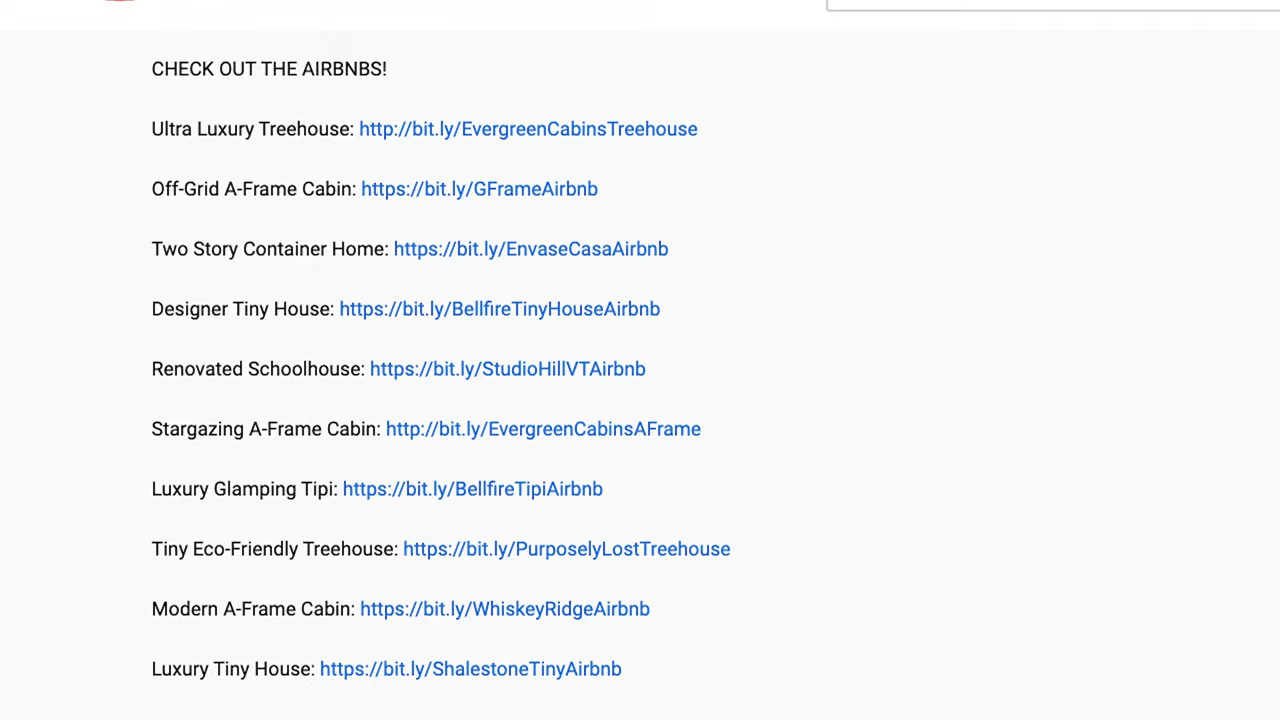 CHECK OUT THE AIRBNBS!
Ultra Luxury Treehouse: http://bit.ly/EvergreenCabinsTreehouse
Off-Grid A-Frame Cabin: https://bit.ly/GFrameAirbnb
Two Story Container Home: https://bit.ly/EnvaseCasaAirbnb
Designer Tiny House: https://bit.ly/BellfireTinyHouseAirbnb
Renovated Schoolhouse: https://bit.ly/StudioHillVTAirbnb
Stargazing A-Frame Cabin: http://bit.ly/EvergreenCabinsAFrame
Luxury Glamping Tipi: https://bit.ly/BellfireTipiAirbnb
Tiny Eco-Friendly Treehouse: https://bit.ly/PurposelyLostTreehouse
Modern A-Frame Cabin: https://bit.ly/WhiskeyRidgeAirbnb
Luxury Tiny House: https://bit.ly/ShalestoneTinyAirbnb